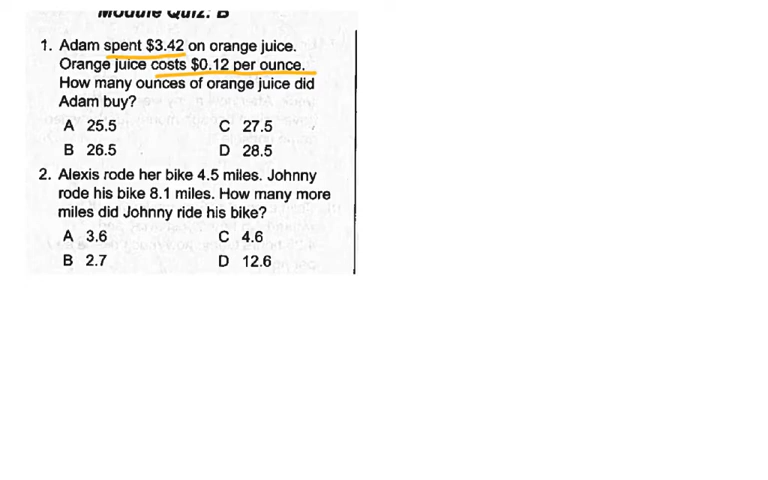 Module Quiz: B
1. Adam spent $3.42 on orange juice.
Orange juice costs $0.12 per ounce.
How many ounces of orange juice did
Adam buy?
A 25.5 C 27.5
B 26.5 D 28.5
2. Alexis rode her bike 4.5 miles. Johnny
rode his bike 8.1 miles. How many more
miles did Johnny ride his bike?
A 3.6 C 4.6
B 2.7 D 12.6